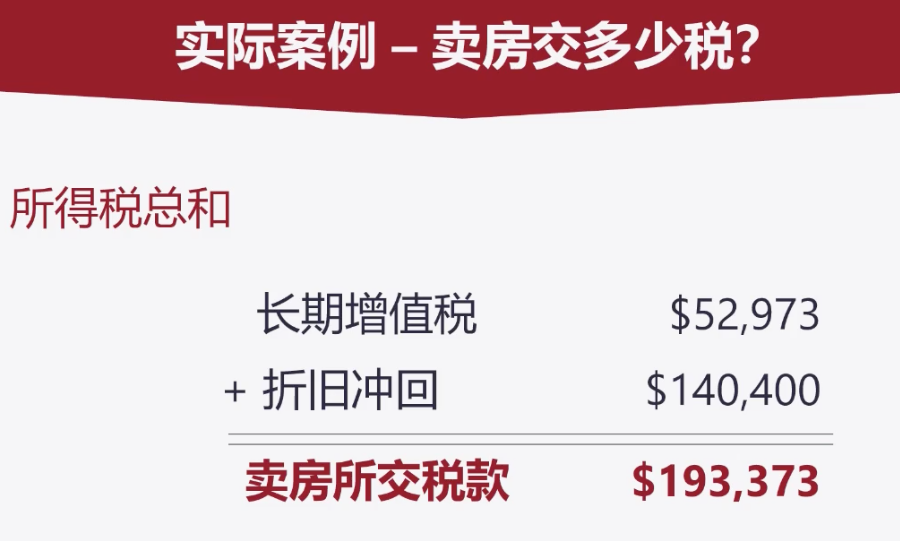 实际案例 – 卖房交多少税?
所得税总和
长期增值税 $52,973
+ 折旧冲回 $140,400
卖房所交税款 $193,373